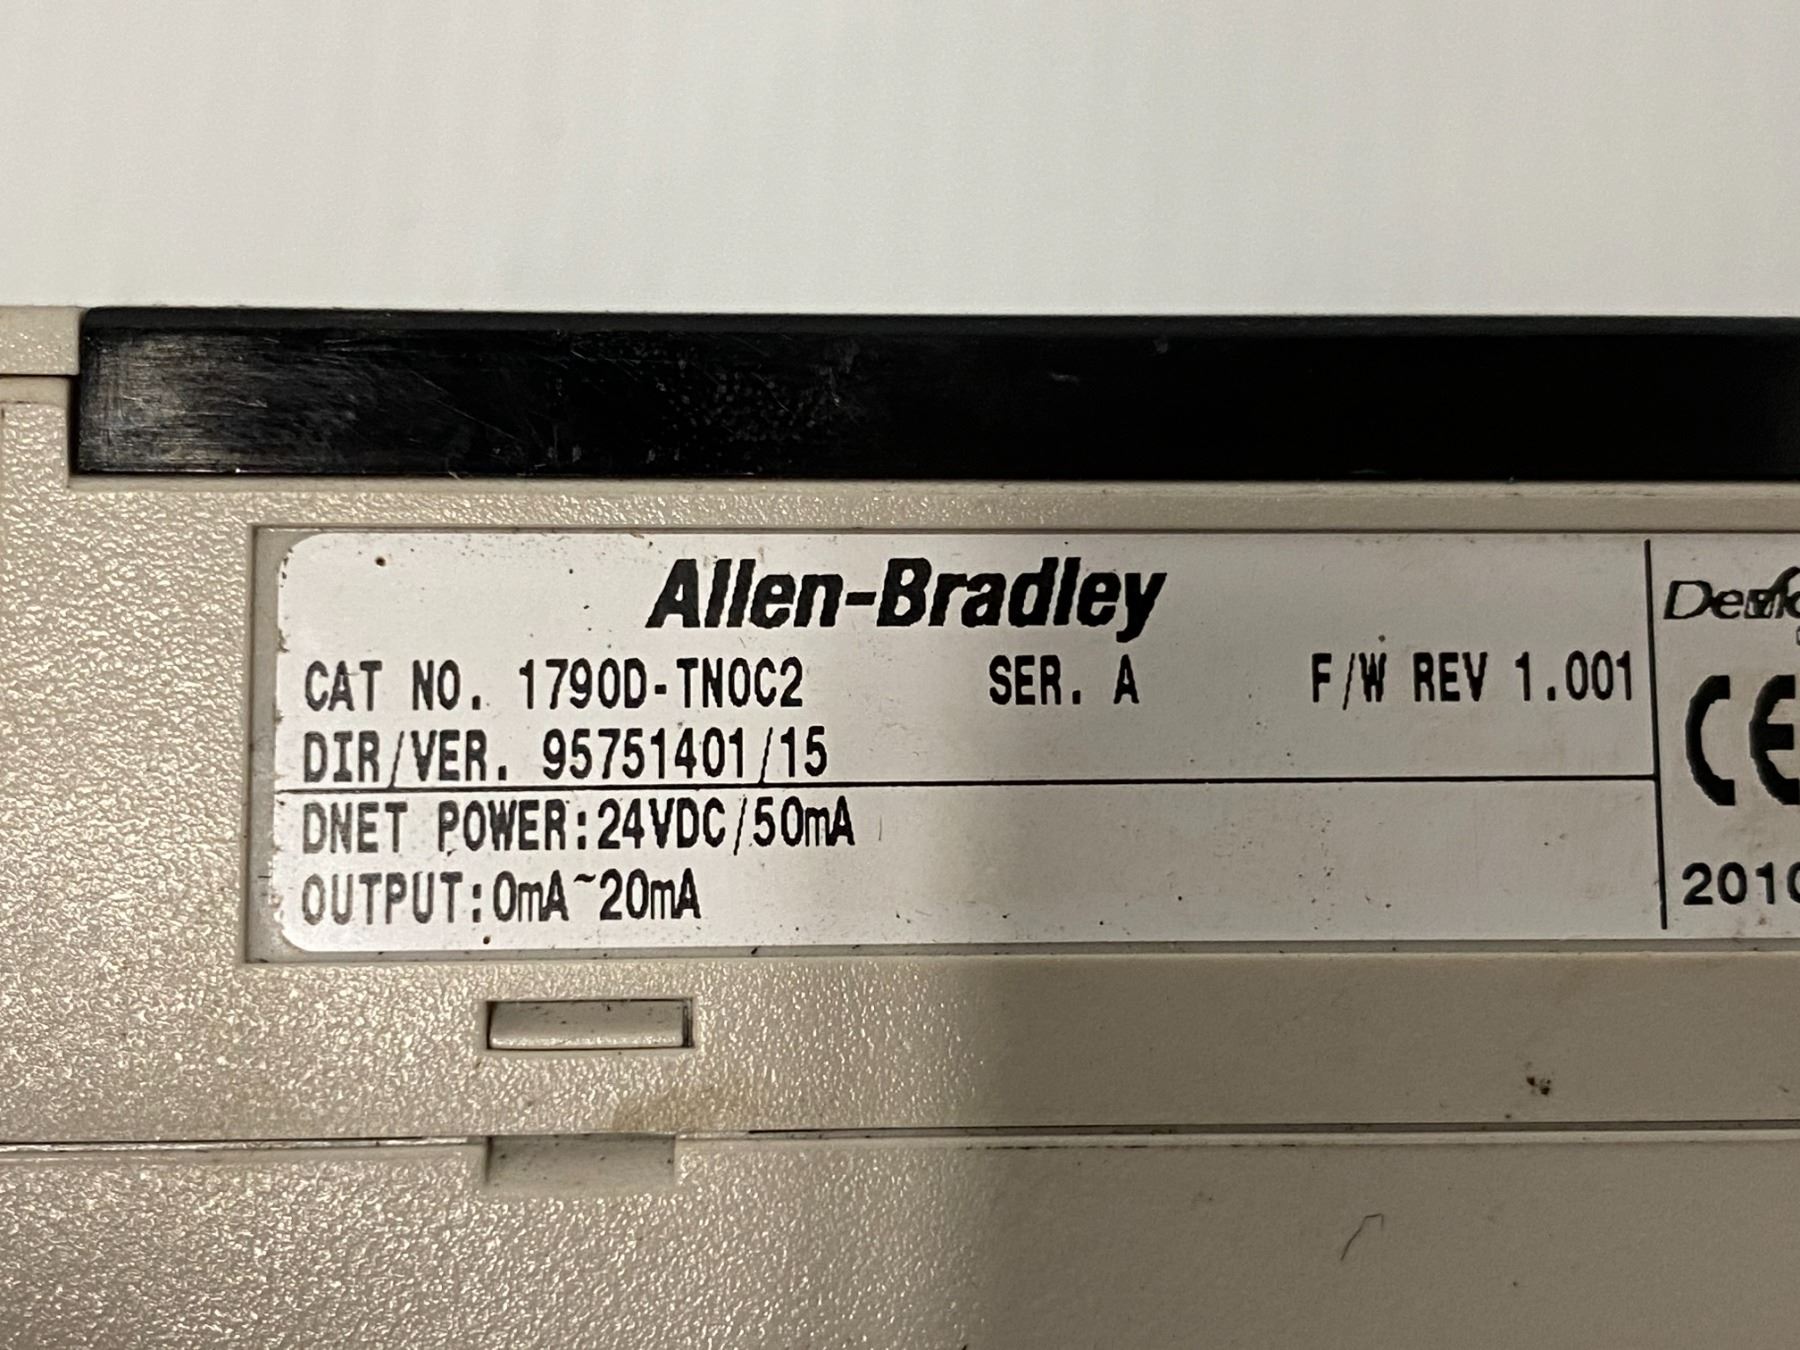 Allen-Bradley
CAT NO. 1790D-TN0C2 SER. A F/W REV 1.001
DIR/VER. 95751401/15
DNET POWER:24VDC/50mA
OUTPUT:0mA~20mA
CE
2010